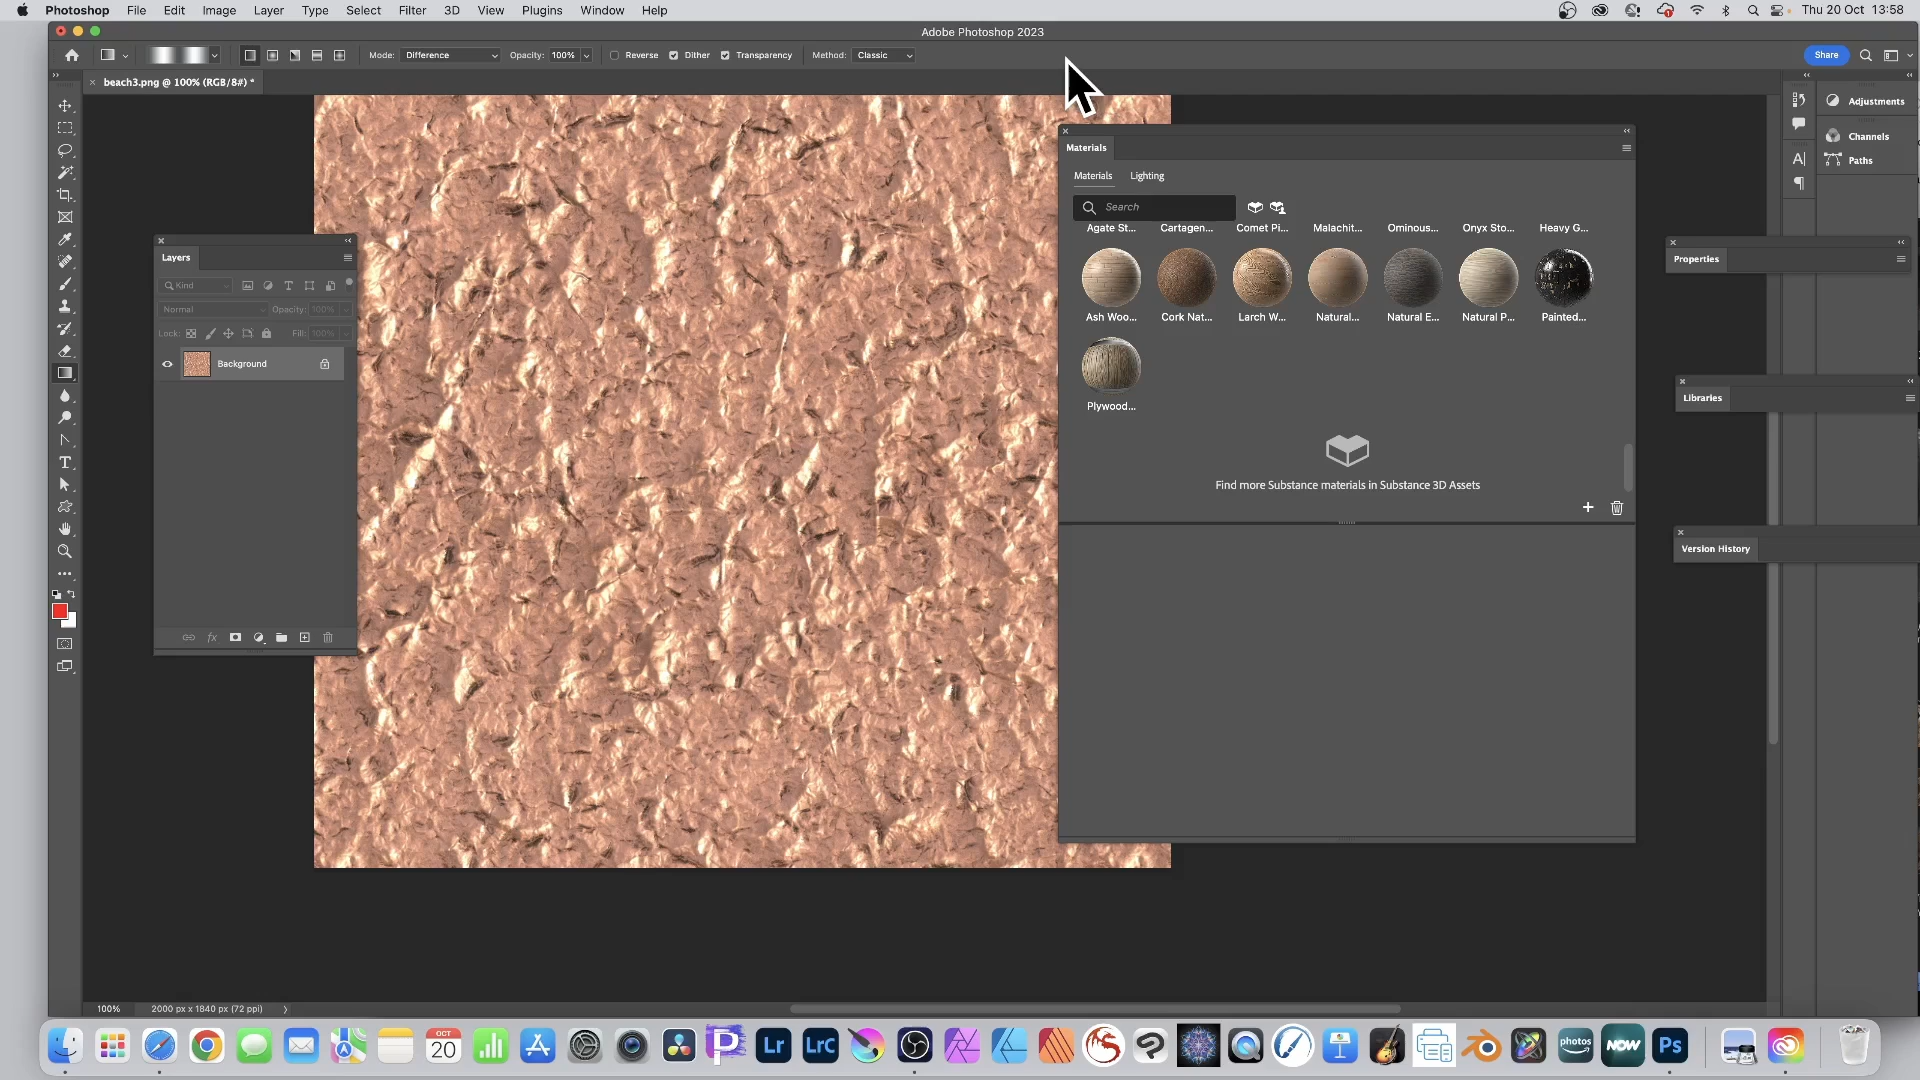 Photoshop File Edit Image Layer Type Select Filter 3D View Plugins Window Help Thu 20 Oct 13:58
Adobe Photoshop 2023
Mode: Difference Opacity: 100% Reverse Dither Transparency Method: Classic Share
beach3.png @ 100% (RGB/8#) *
Adjustments
Channels
Paths
Materials
Materials Lighting
Search
Agate St... Cartagen... Comet Pi... Malachit... Ominous... Onyx Sto... Heavy G...
Ash Woo... Cork Nat... Larch W... Natural... Natural E... Natural P... Painted...
Plywood...
Find more Substance materials in Substance 3D Assets
Layers
Kind
Normal Opacity: 100%
Lock: Fill: 100%
Background
Properties
Libraries
Version History
100% 2000 px x 1840 px (72 ppi)
OCT
20
Lr
LrC
photos
NOW
Ps